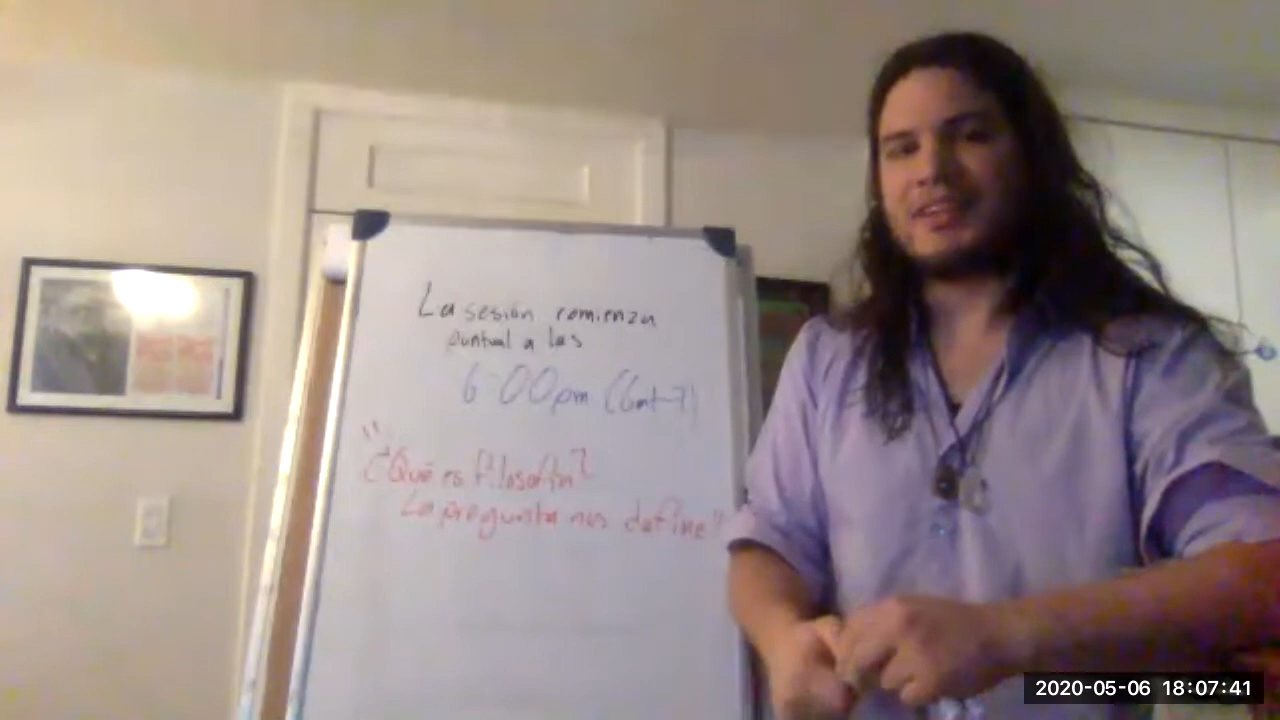 La sesión comienza
puntual a las
6:00pm (Gmt-7)
"¿Qué es filosofía?
La pregunta nos define"
2020-05-06 18:07:41